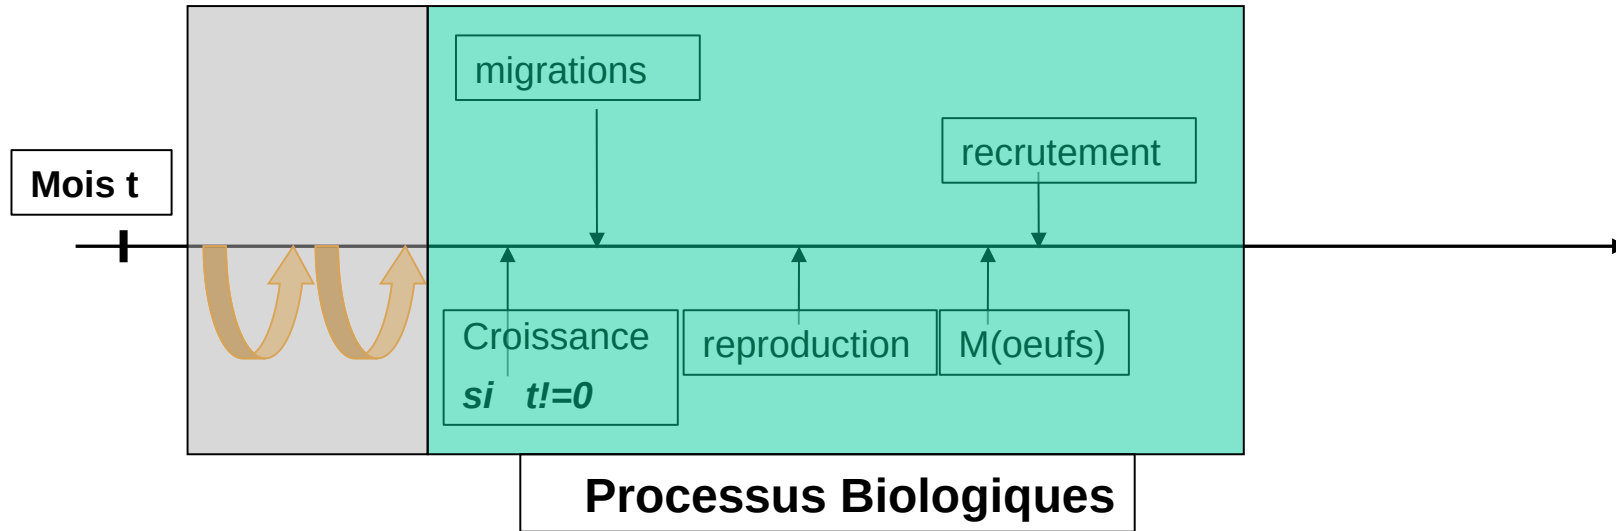 migrations
recrutement
Mois t
Croissance
si t!=0
reproduction
M(oeufs)
Processus Biologiques